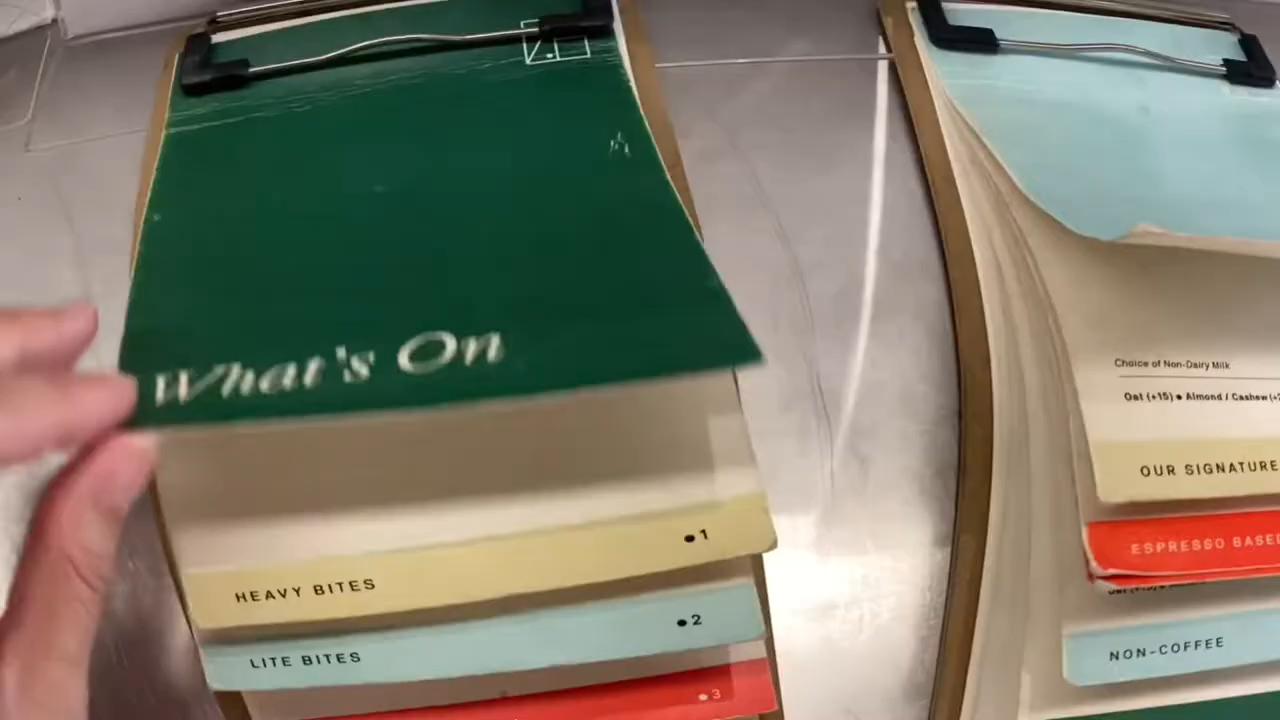 What's On
HEAVY BITES •1
LITE BITES •2
•3
Choice of Non-Dairy Milk
Oat (+15) • Almond / Cashew (+2
OUR SIGNATURE
ESPRESSO BASED
NON-COFFEE